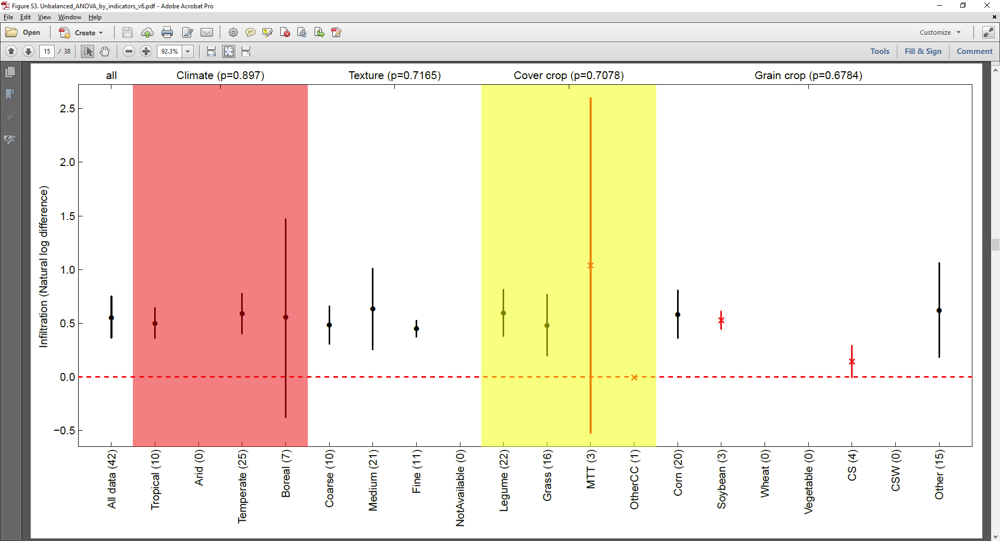 Figure S3. Unbalanced_ANOVA_by_indicators_v6.pdf - Adobe Acrobat Pro
File Edit View Window Help
Open Create Customize
15 / 38 92.3% Tools Fill & Sign Comment
all Climate (p=0.897) Texture (p=0.7165) Cover crop (p=0.7078) Grain crop (p=0.6784)
Infiltration (Natural log difference)
2.5
2.0
1.5
1.0
0.5
0.0
−0.5
All data (42)
Tropical (10)
Arid (0)
Temperate (25)
Boreal (7)
Coarse (10)
Medium (21)
Fine (11)
NotAvailable (0)
Legume (22)
Grass (16)
MTT (3)
OtherCC (1)
Corn (20)
Soybean (3)
Wheat (0)
Vegetable (0)
CS (4)
CSW (0)
Other (15)